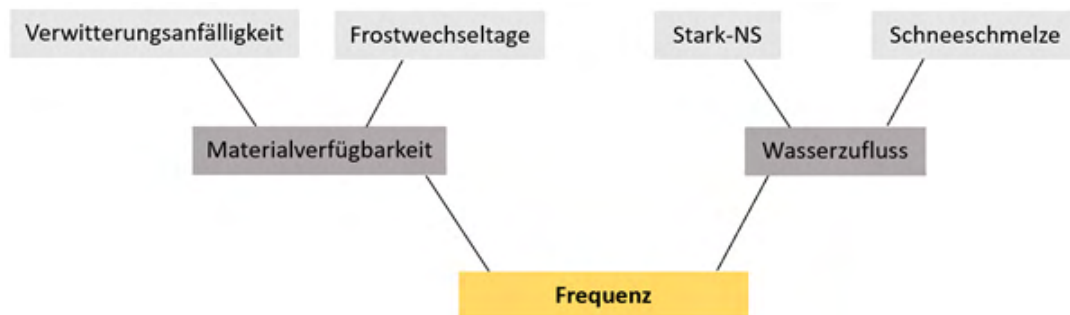 Verwitterungsanfälligkeit
Frostwechseltage
Stark-NS
Schneeschmelze
Materialverfügbarkeit
Wasserzufluss
Frequenz